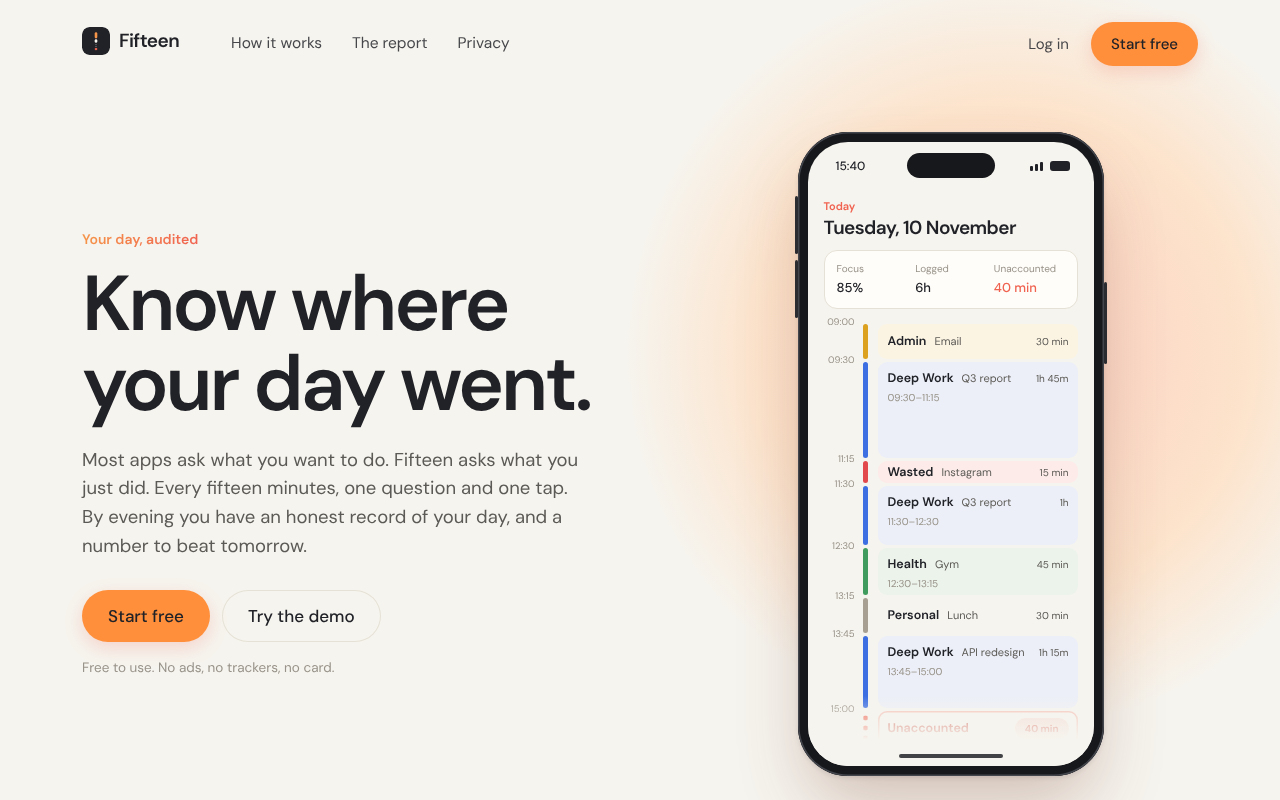 Fifteen
How it works
The report
Privacy
Log in
Start free
Your day, audited
Know where
your day went.
Most apps ask what you want to do. Fifteen asks what you
just did. Every fifteen minutes, one question and one tap.
By evening you have an honest record of your day, and a
number to beat tomorrow.
Start free
Try the demo
Free to use. No ads, no trackers, no card.
15:40
Today
Tuesday, 10 November
Focus Logged Unaccounted
85% 6h 40 min
09:00
Admin Email 30 min
09:30
Deep Work Q3 report 1h 45m
09:30–11:15
11:15
Wasted Instagram 15 min
11:30
Deep Work Q3 report 1h
11:30–12:30
12:30
Health Gym 45 min
12:30–13:15
13:15
Personal Lunch 30 min
13:45
Deep Work API redesign 1h 15m
13:45–15:00
15:00
Unaccounted 40 min